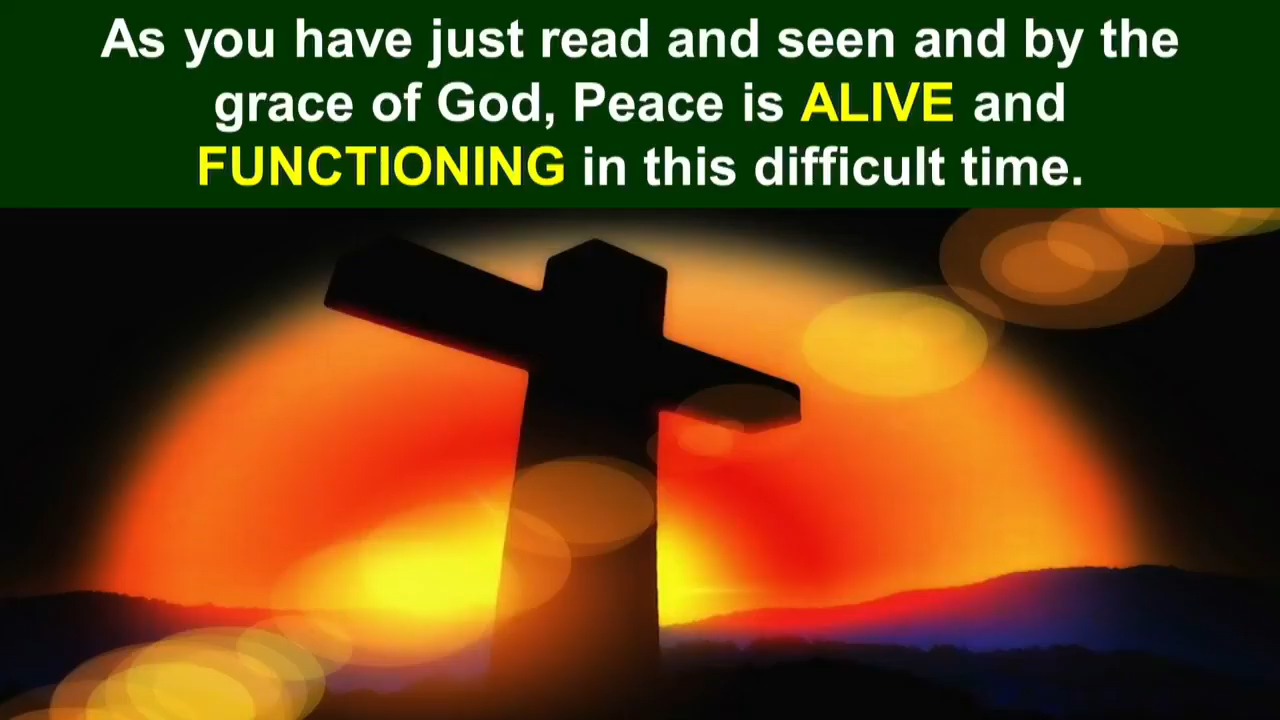 As you have just read and seen and by the
grace of God, Peace is ALIVE and
FUNCTIONING in this difficult time.